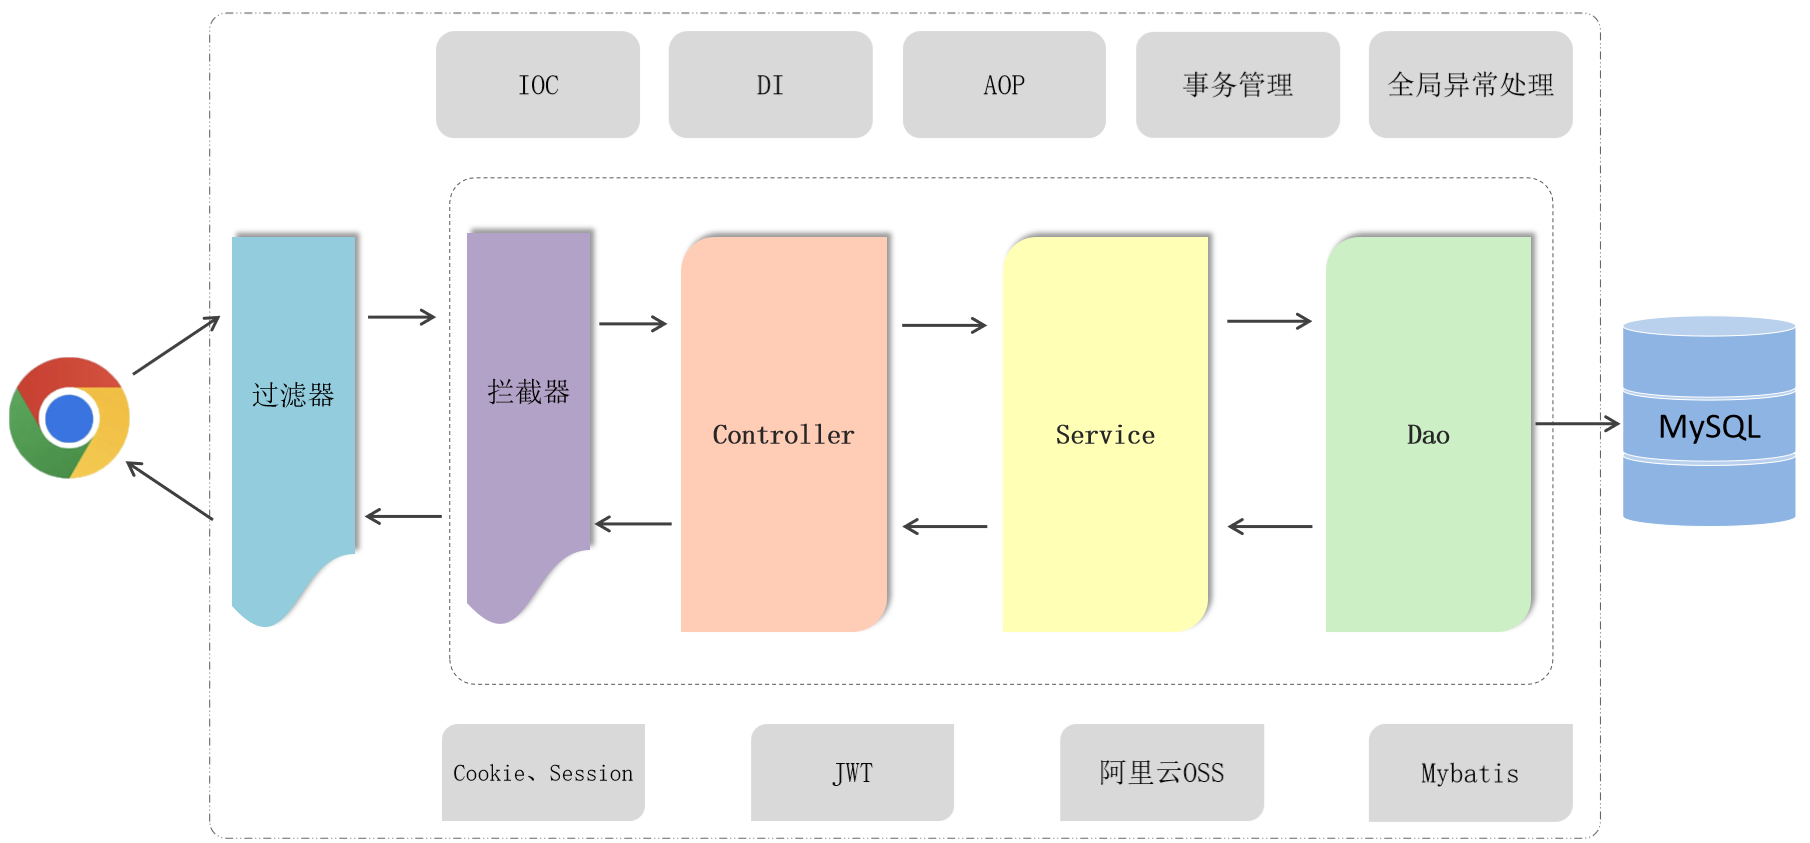 IOC
DI
AOP
事务管理
全局异常处理
过滤器
拦截器
Controller
Service
Dao
MySQL
Cookie、Session
JWT
阿里云OSS
Mybatis